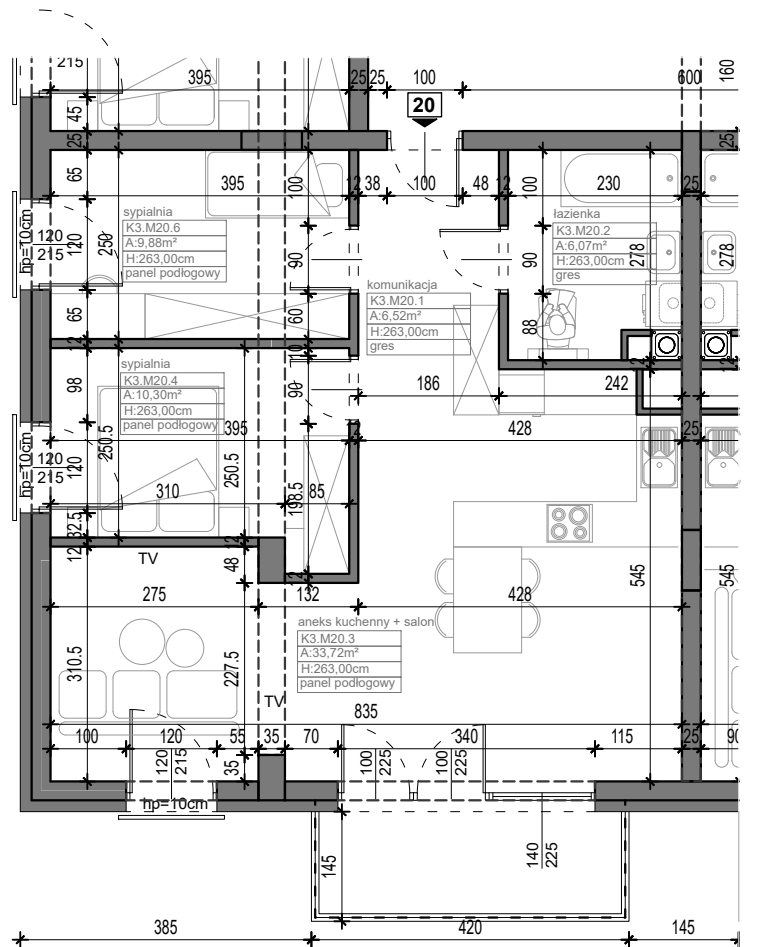 215
395
25
25
100
600
160
45
20
25
25
65
395
100
12
38
100
48
12
100
230
25
sypialnia
K3.M20.6
A:9,88m²
H:263,00cm
panel podłogowy
łazienka
K3.M20.2
A:6,07m²
H:263,00cm
gres
hp=10cm
120
215
120
250
90
90
278
278
komunikacja
K3.M20.1
A:6,52m²
H:263,00cm
gres
65
60
88
12
10
12
12
sypialnia
K3.M20.4
A:10,30m²
H:263,00cm
panel podłogowy
98
90
186
242
395
12
428
25
hp=10cm
120
215
120
250.5
250.5
310
198.5
85
32.5
12
12
TV
48
12
545
545
275
132
428
aneks kuchenny + salon
K3.M20.3
A:33,72m²
H:263,00cm
panel podłogowy
310.5
227.5
TV
835
100
120
55
35
70
340
115
25
90
120
215
35
100
225
100
225
hp=10cm
145
140
225
385
420
145